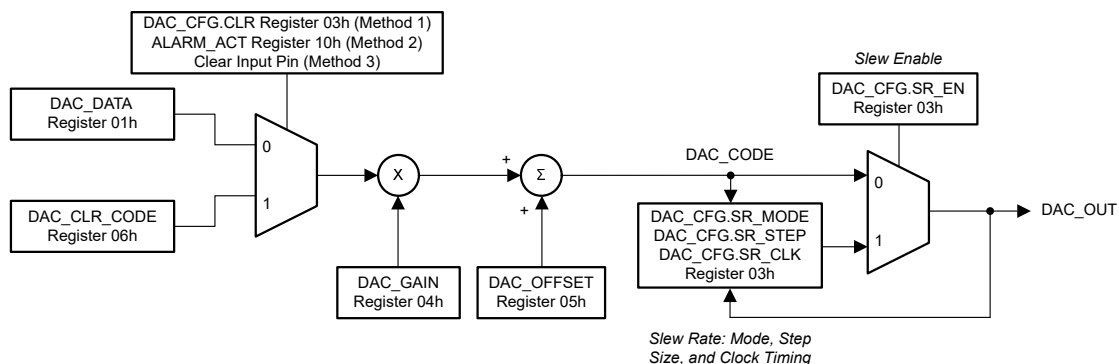 DAC_CFG.CLR Register 03h (Method 1)
ALARM_ACT Register 10h (Method 2)
Clear Input Pin (Method 3)
Slew Enable
DAC_CFG.SR_EN
Register 03h
DAC_DATA
Register 01h
0
1
DAC_CLR_CODE
Register 06h
X
+
Σ
+
DAC_GAIN
Register 04h
DAC_OFFSET
Register 05h
DAC_CODE
DAC_CFG.SR_MODE
DAC_CFG.SR_STEP
DAC_CFG.SR_CLK
Register 03h
0
1
DAC_OUT
Slew Rate: Mode, Step
Size, and Clock Timing